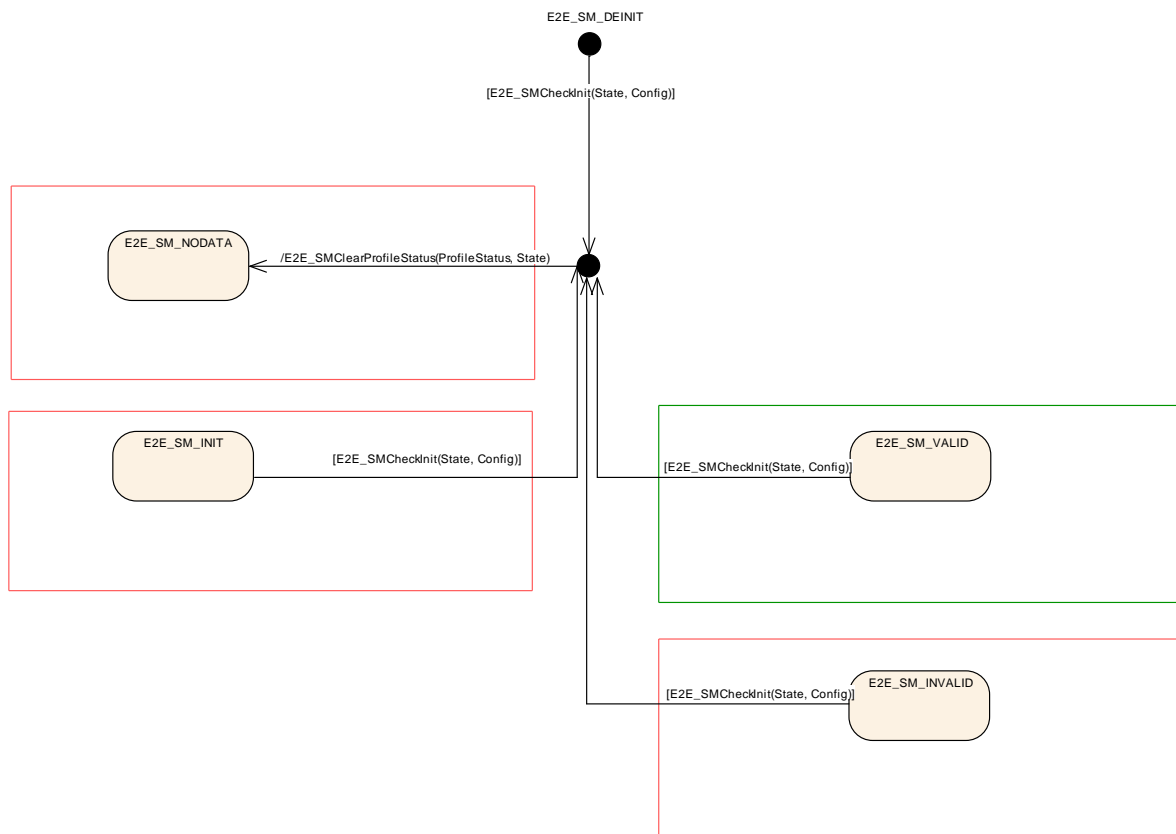 E2E_SM_DEINIT
[E2E_SMCheckInit(State, Config)]
E2E_SM_NODATA
/E2E_SMClearProfileStatus(ProfileStatus, State)
E2E_SM_INIT
[E2E_SMCheckInit(State, Config)]
E2E_SM_VALID
[E2E_SMCheckInit(State, Config)]
E2E_SM_INVALID
[E2E_SMCheckInit(State, Config)]